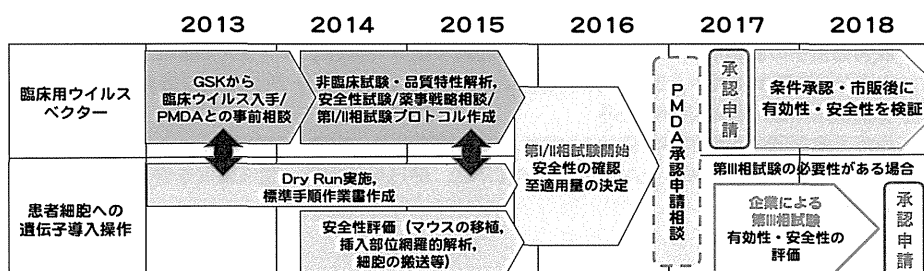 2013
2014
2015
2016
2017
2018
臨床用ウイルス
ベクター
GSKから
臨床ウイルス入手/
PMDAとの事前相談
非臨床試験・品質特性解析,
安全性試験/薬事戦略相談/
第I/II相試験プロトコル作成
第I/II相試験開始
安全性の確認
至適用量の決定
PMDA承認申請相談
承認申請
条件承認・市販後に
有効性・安全性を検証
患者細胞への
遺伝子導入操作
Dry Run実施,
標準手順作業書作成
安全性評価（マウスの移植,
挿入部位網羅的解析,
細胞の搬送等）
第III相試験の必要性がある場合
企業による
第III相試験
有効性・安全性の
評価
承認申請